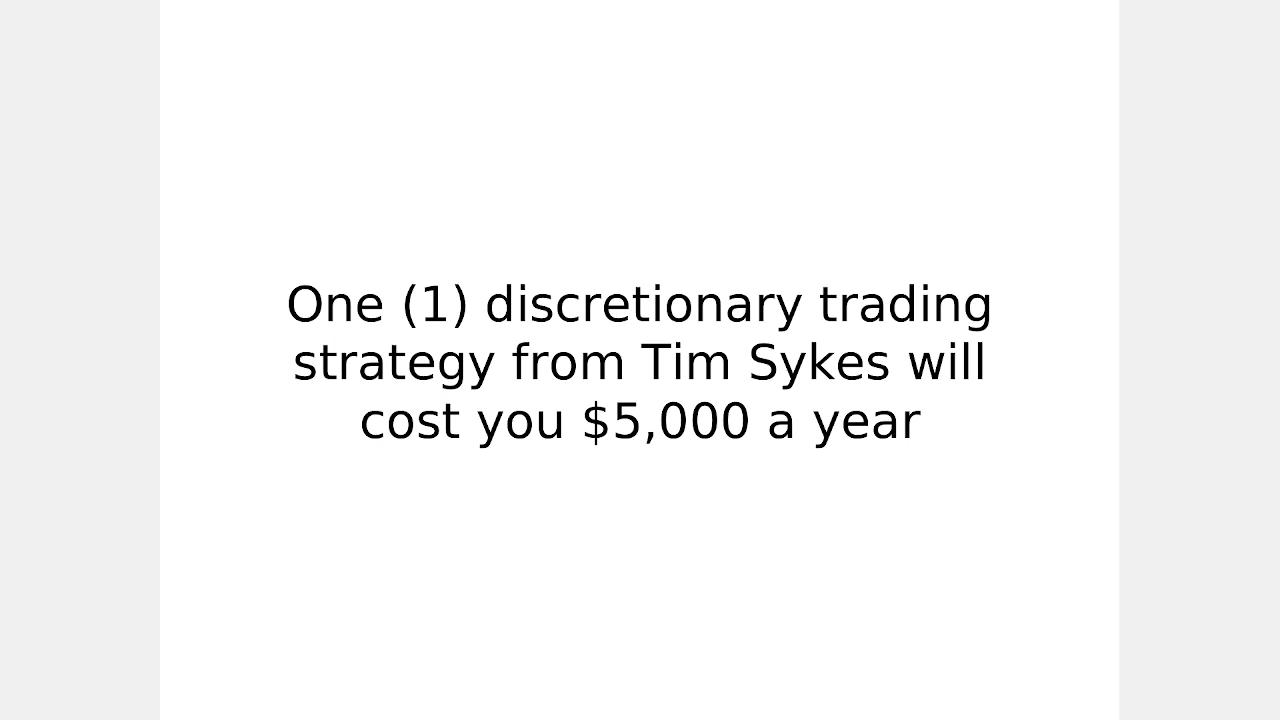 One (1) discretionary trading
strategy from Tim Sykes will
cost you $5,000 a year